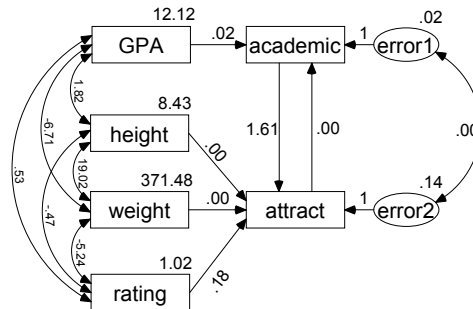 12.12
.02
GPA
.02
academic
1
error1
1.82
-6.71
8.43
.53
height
.00
1.61
.00
.00
-.47
19.02
371.48
.14
weight
.00
attract
1
error2
-5.24
1.02
.18
rating